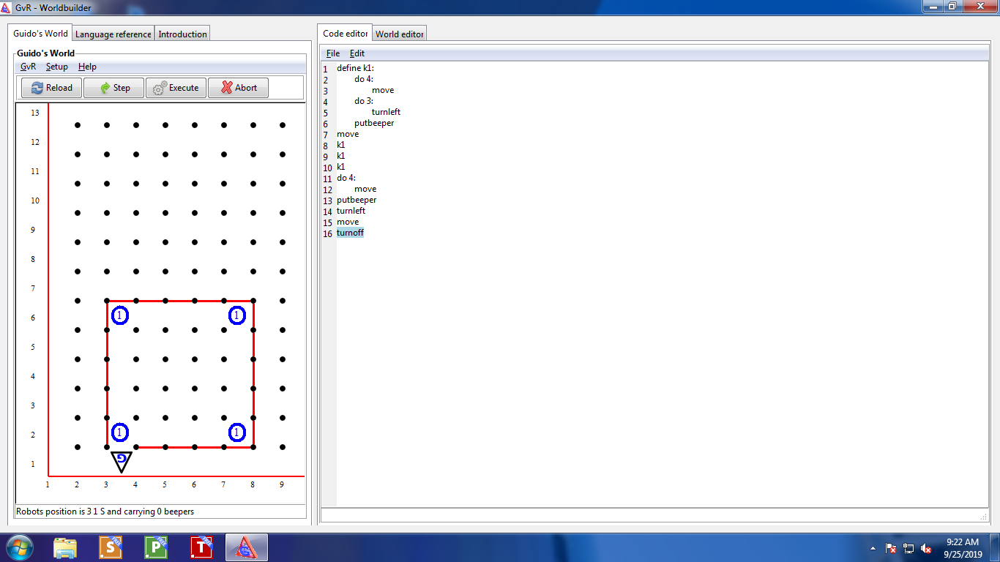 GvR - Worldbuilder
Guido's World Language reference Introduction
Guido's World
GvR Setup Help
Reload Step Execute Abort
13
12
11
10
9
8
7
6
5
4
3
2
1
1 1
1 1
G
1 2 3 4 5 6 7 8 9
Robots position is 3 1 S and carrying 0 beepers
Code editor World editor
File Edit
1 define k1:
2 do 4:
3 move
4 do 3:
5 turnleft
6 putbeeper
7 move
8 k1
9 k1
10 k1
11 do 4:
12 move
13 putbeeper
14 turnleft
15 move
16 turnoff
S FREE P FREE T FREE
9:22 AM
9/25/2019